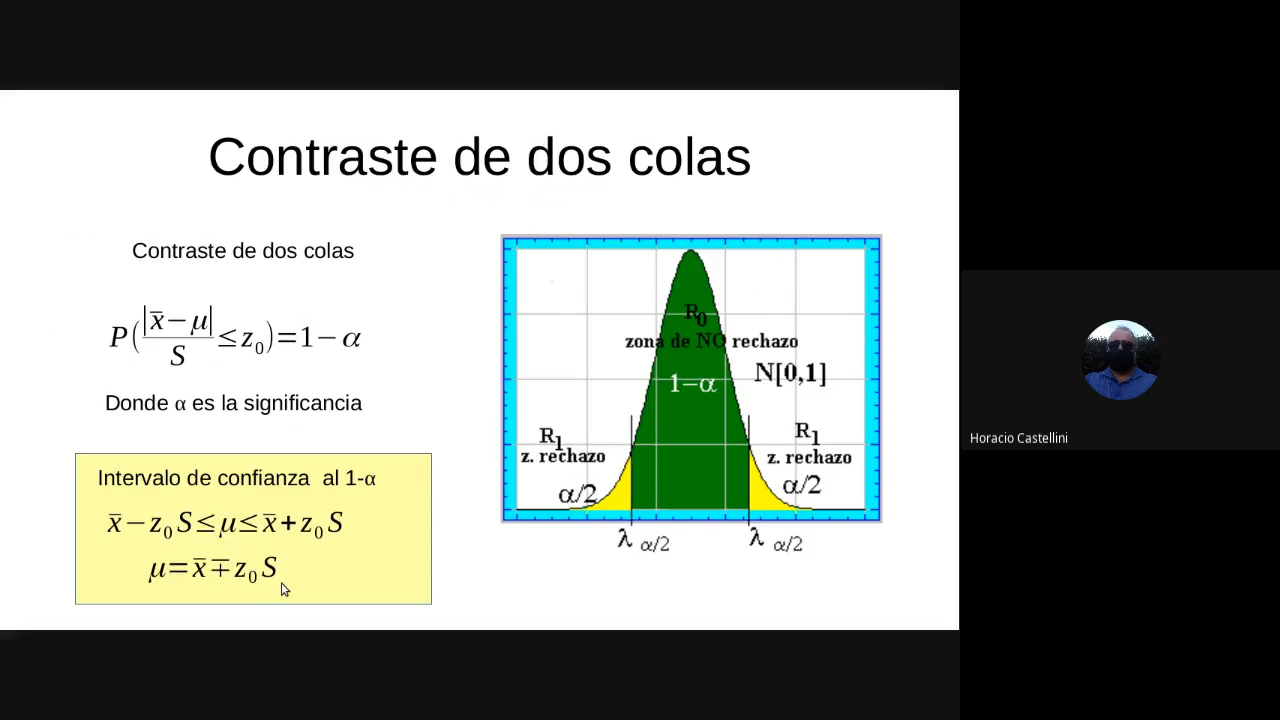 Contraste de dos colas
Contraste de dos colas
P(|x̄−μ|/S ≤z₀)=1−α
Donde α es la significancia
Intervalo de confianza al 1-α
x̄−z₀S≤μ≤x̄+z₀S
μ=x̄∓z₀S
R₀
zona de NO rechazo
1−α
N[0,1]
R₁
z. rechazo
α/2
R₁
z. rechazo
α/2
λ α/2
λ α/2
Horacio Castellini